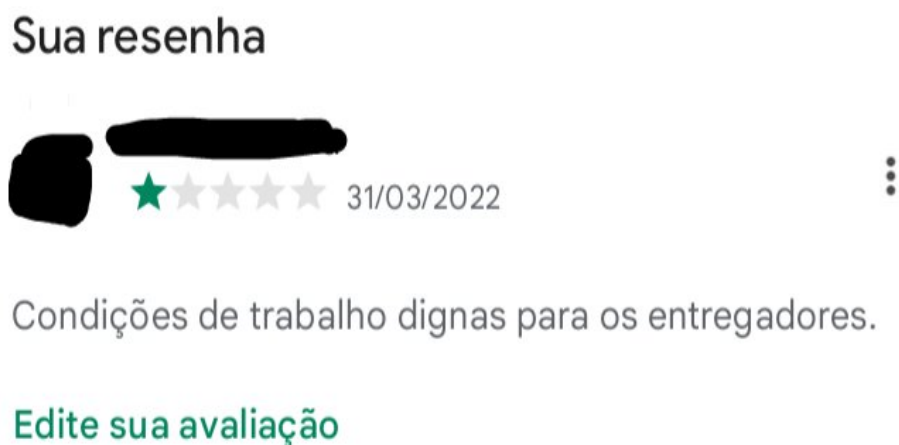 Sua resenha
31/03/2022
Condições de trabalho dignas para os entregadores.
Edite sua avaliação